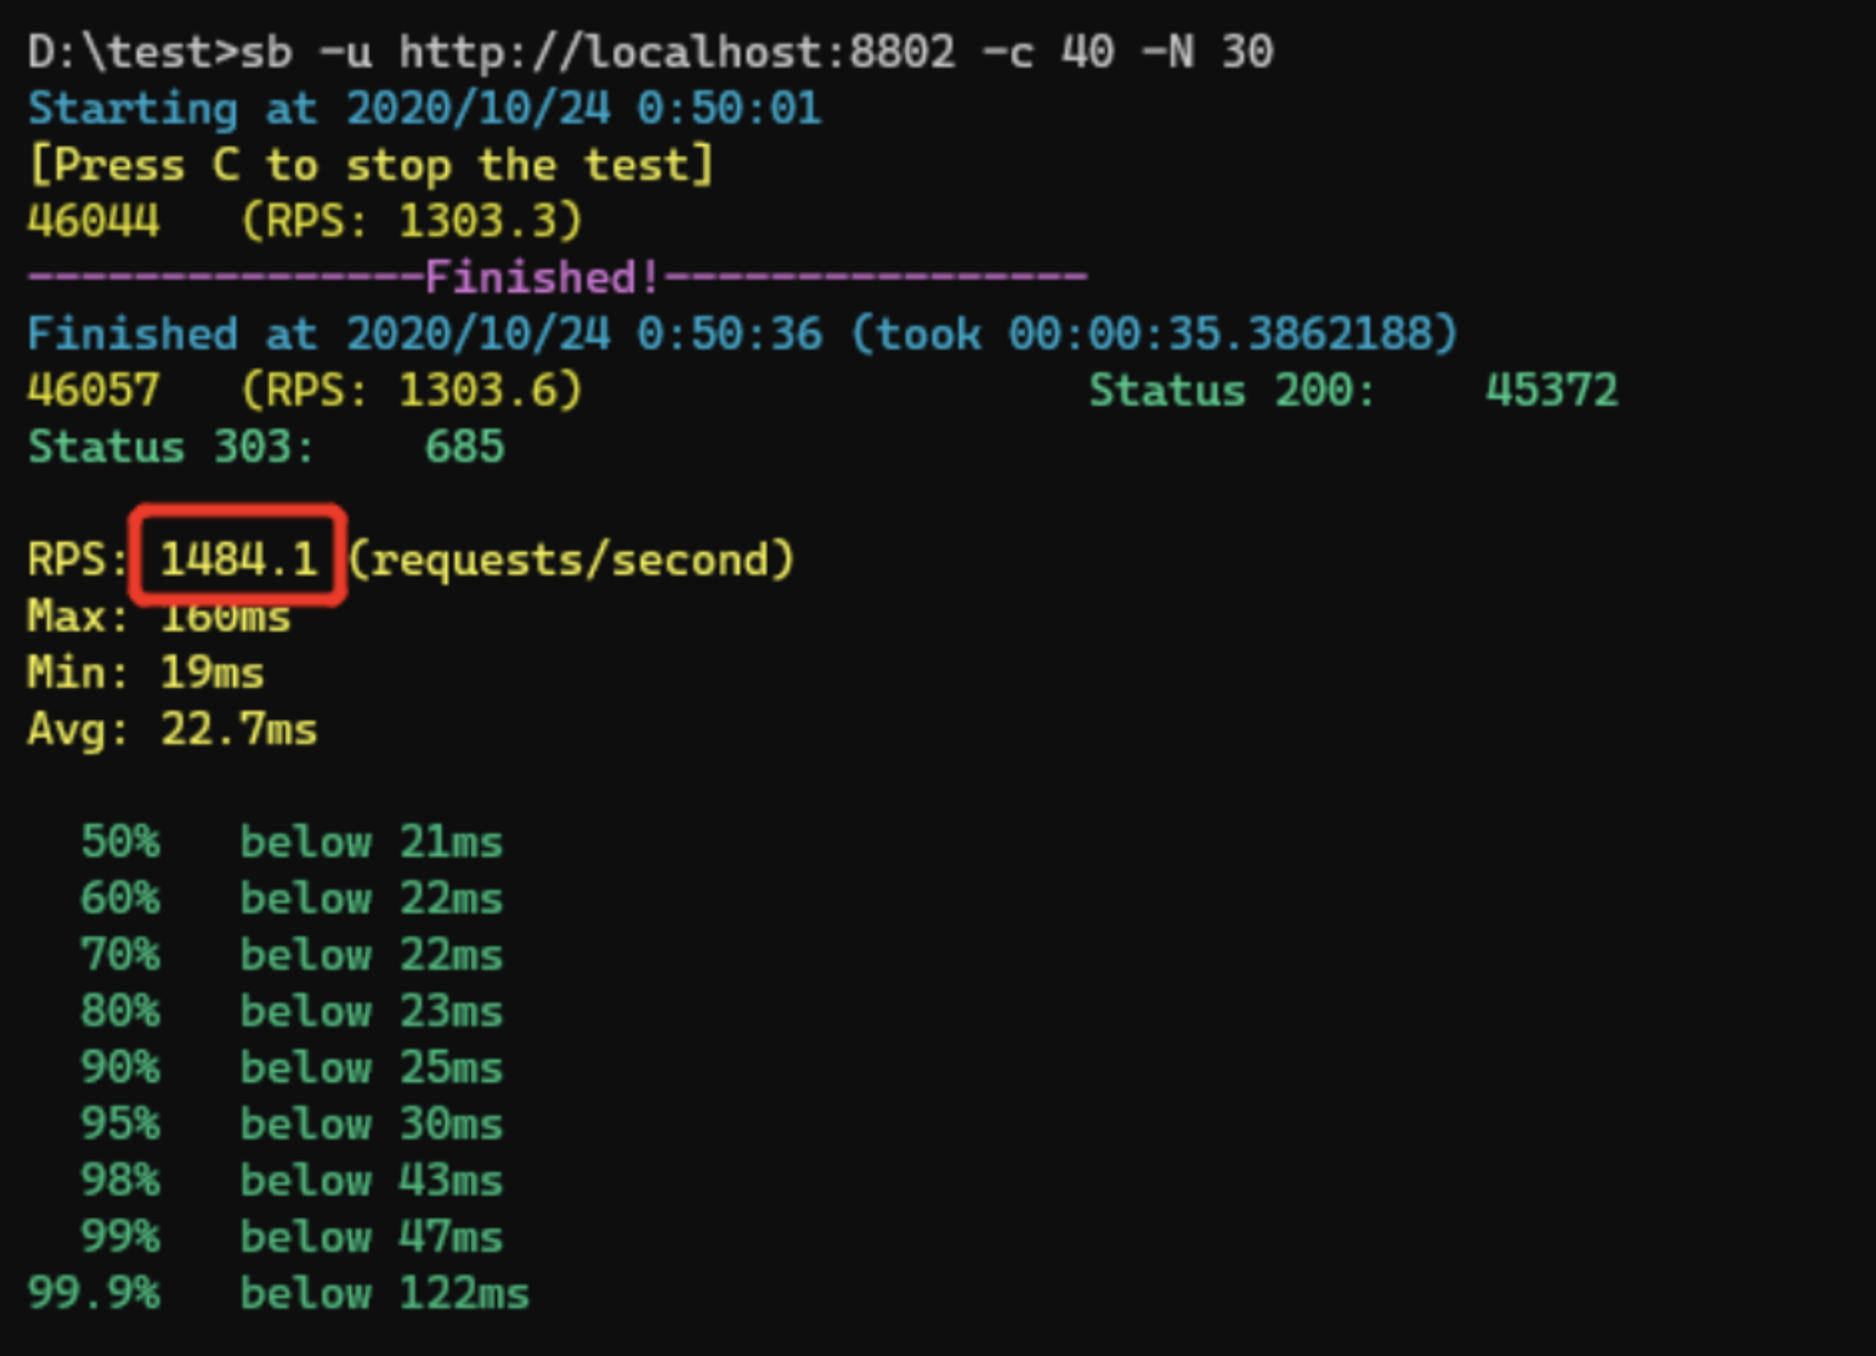 D:\test>sb -u http://localhost:8802 -c 40 -N 30
Starting at 2020/10/24 0:50:01
[Press C to stop the test]
46044   (RPS: 1303.3)
---------------Finished!----------------
Finished at 2020/10/24 0:50:36 (took 00:00:35.3862188)
46057   (RPS: 1303.6)                   Status 200:    45372
Status 303:    685
RPS: 1484.1 (requests/second)
Max: 160ms
Min: 19ms
Avg: 22.7ms
50%   below 21ms
60%   below 22ms
70%   below 22ms
80%   below 23ms
90%   below 25ms
95%   below 30ms
98%   below 43ms
99%   below 47ms
99.9%   below 122ms